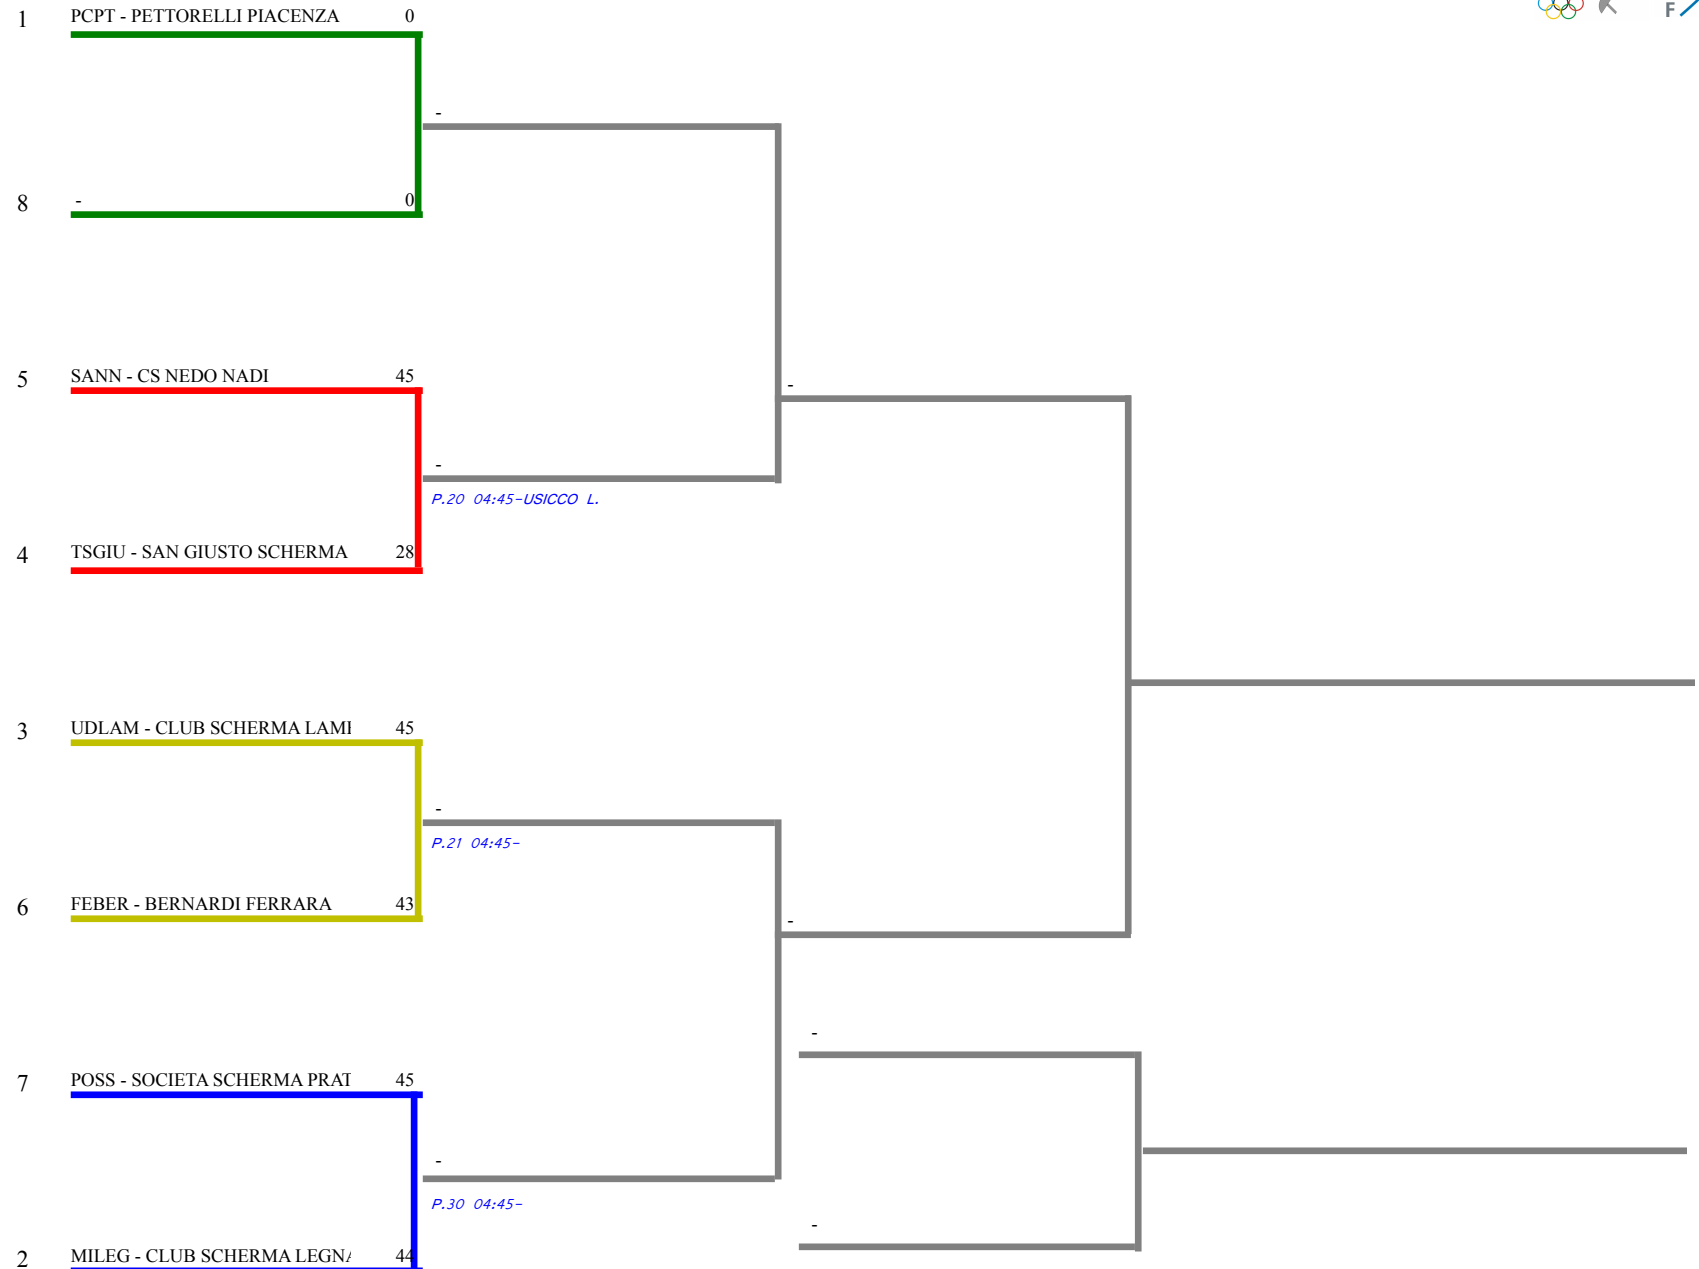 F
1 PCPT - PETTORELLI PIACENZA 0
-
8 - 0
5 SANN - CS NEDO NADI 45
-
-
P.20 04:45-USICCO L.
4 TSGIU - SAN GIUSTO SCHERMA 28
3 UDLAM - CLUB SCHERMA LAMI 45
-
P.21 04:45-
6 FEBER - BERNARDI FERRARA 43
-
-
7 POSS - SOCIETA SCHERMA PRAT 45
-
P.30 04:45-
-
2 MILEG - CLUB SCHERMA LEGNA 44